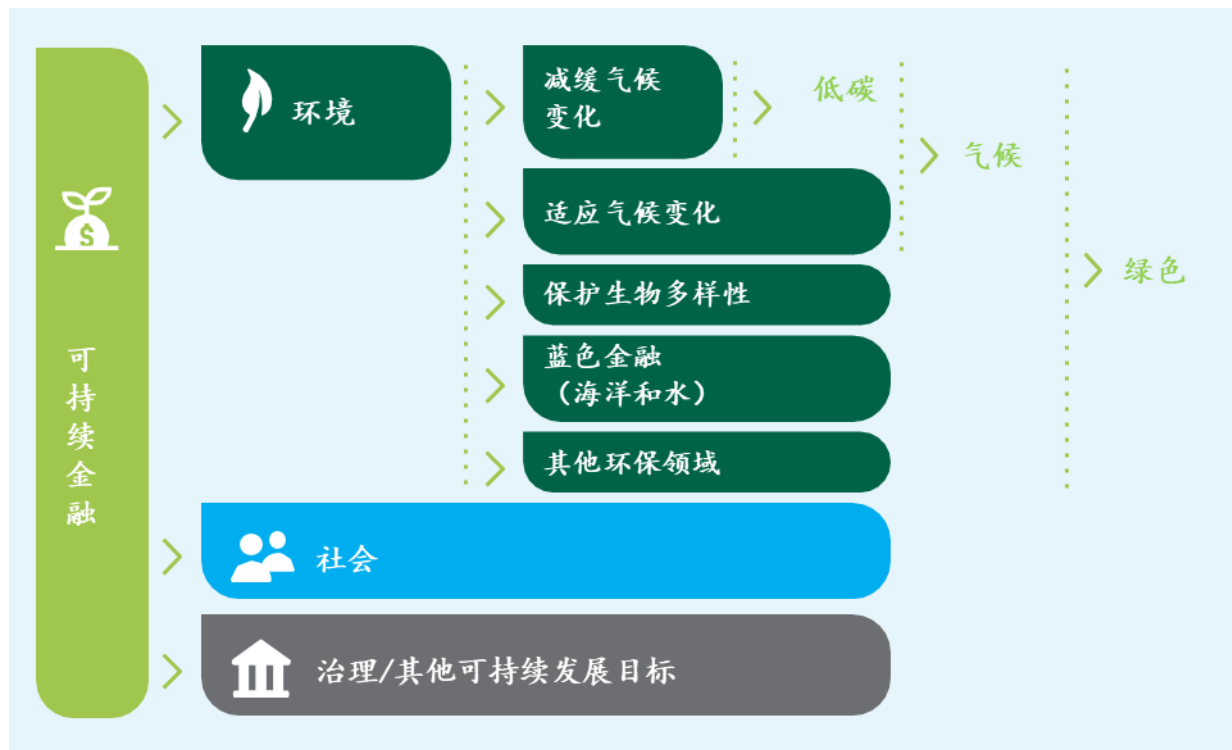 可持续金融
环境
减缓气候
变化
低碳
气候
适应气候变化
绿色
保护生物多样性
蓝色金融
（海洋和水）
其他环保领域
社会
治理/其他可持续发展目标
$